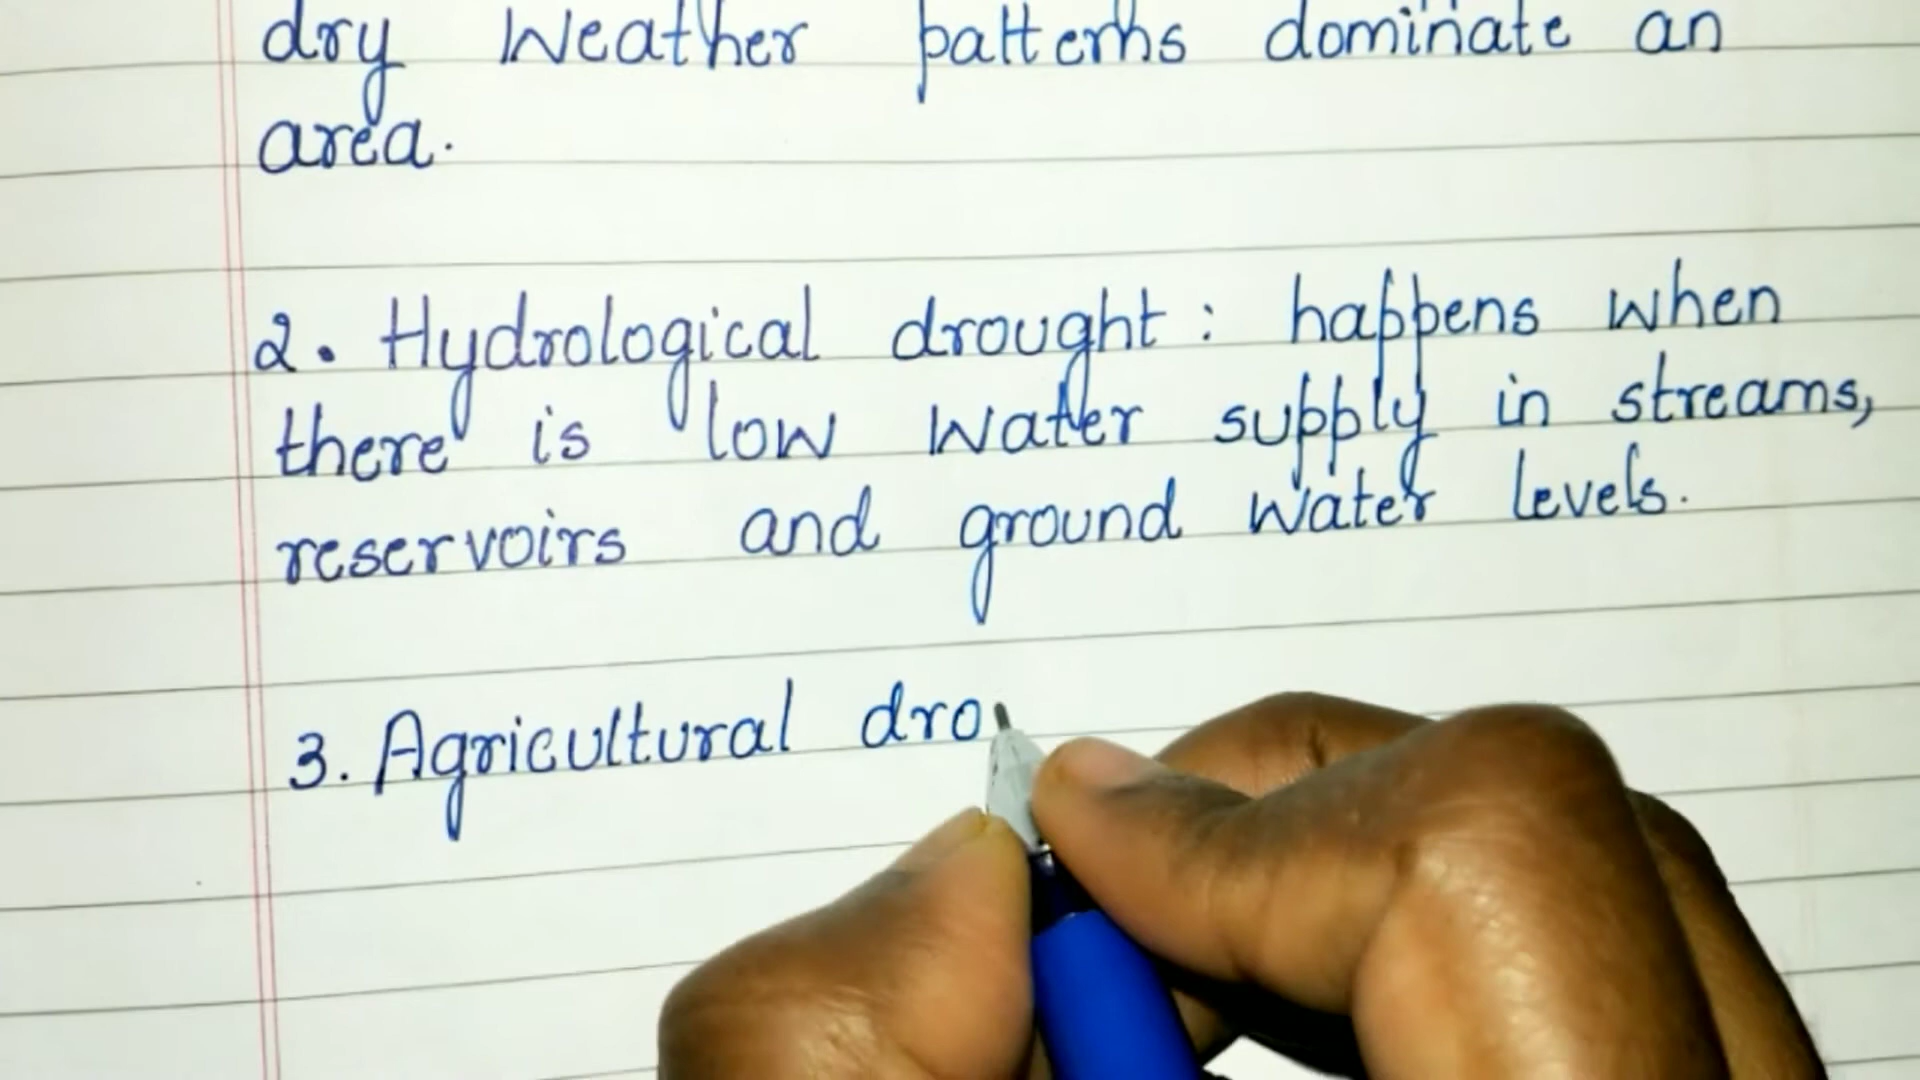 dry weather patterns dominate an
area.
2. Hydrological drought : happens when
there is low water supply in streams,
reservoirs and ground water levels.
3. Agricultural dro